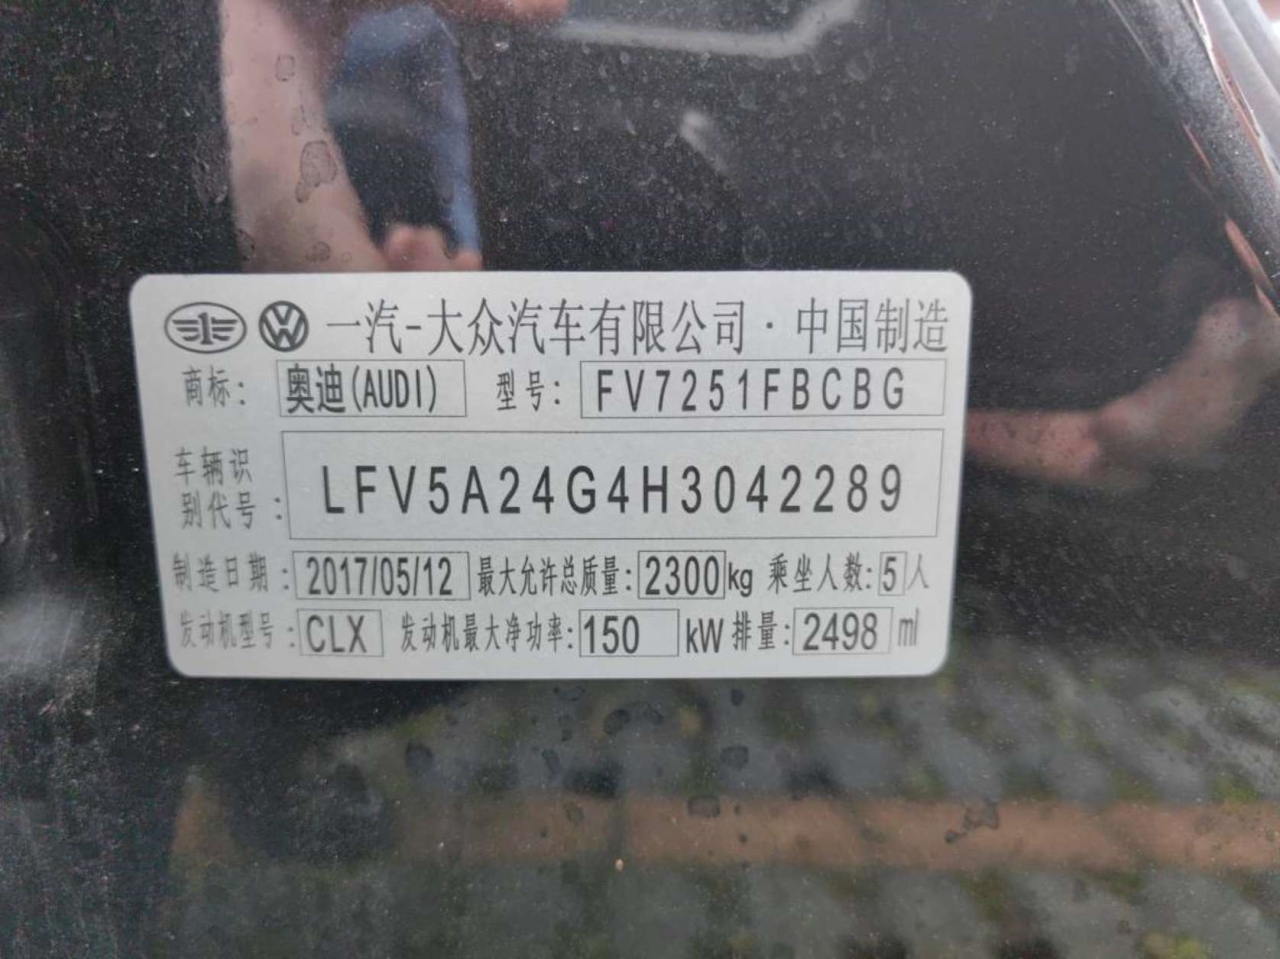 一汽-大众汽车有限公司·中国制造
商标: 奥迪(AUDI) 型号: FV7251FBCBG
车辆识别代号: LFV5A24G4H3042289
制造日期: 2017/05/12 最大允许总质量: 2300kg 乘坐人数: 5人
发动机型号: CLX 发动机最大净功率: 150 kW 排量: 2498 ml